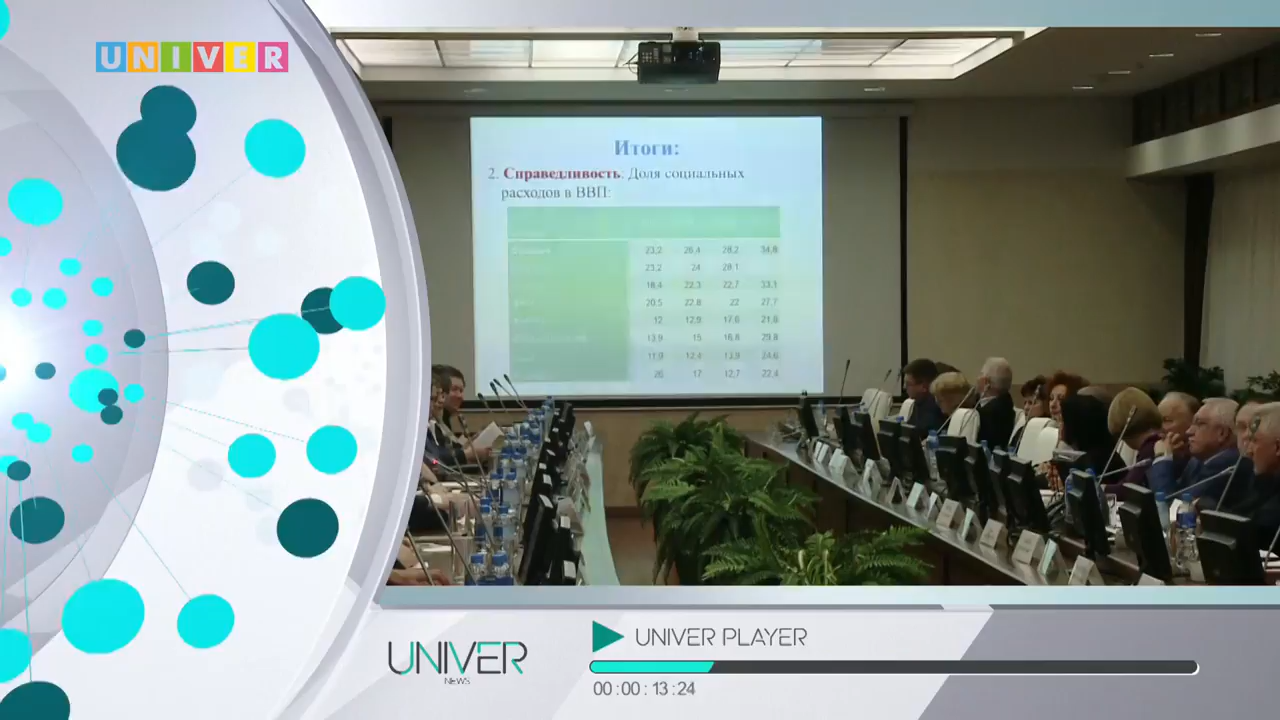 UNIVER
Итоги:
2. Справедливость: Доля социальных
расходов в ВВП:
23,2 26,4 28,2 34,8
23,2 24 28,1
18,4 22,3 22,7 33,1
20,5 22,8 22 27,7
12 12,9 17,6 21,8
13,9 15 16,8 29,8
11,9 12,4 13,9 24,6
26 17 12,7 22,4
UNIVER
NEWS
UNIVER PLAYER
00:00:13:24